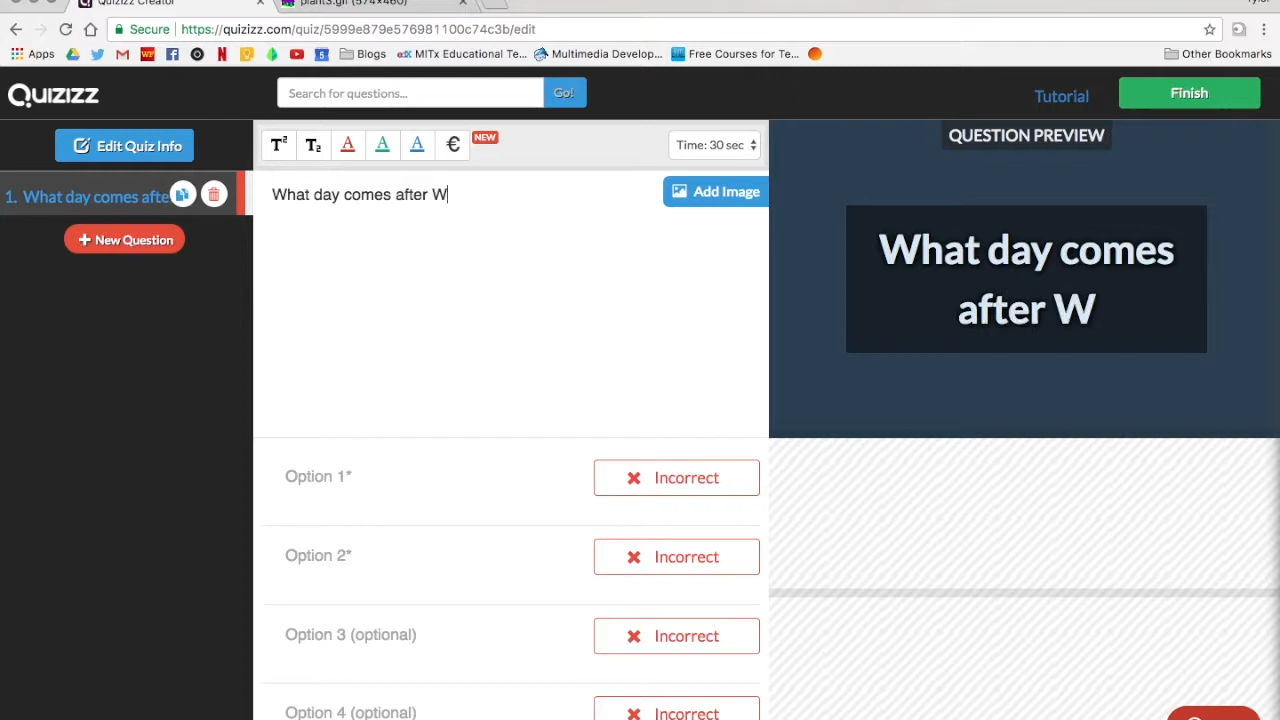 Quizizz Creator
plant3.gif (574×460)
Secure
https://quizizz.com/quiz/5999e879e576981100c74c3b/edit
Apps
Blogs
MITx Educational Te...
Multimedia Develop...
Free Courses for Te...
Other Bookmarks
QUIZIZZ
Search for questions...
Go!
Tutorial
Finish
Edit Quiz Info
T² T₂ A A A €
NEW
Time: 30 sec
QUESTION PREVIEW
1. What day comes afte
What day comes after W
Add Image
New Question
What day comes
after W
Option 1*
Incorrect
Option 2*
Incorrect
Option 3 (optional)
Incorrect
Option 4 (optional)
Incorrect